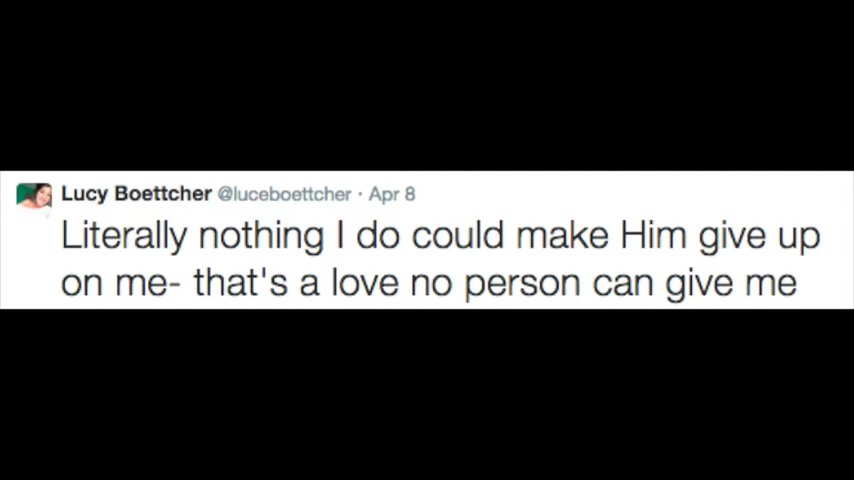 Lucy Boettcher @luceboettcher · Apr 8
Literally nothing I do could make Him give up
on me- that's a love no person can give me